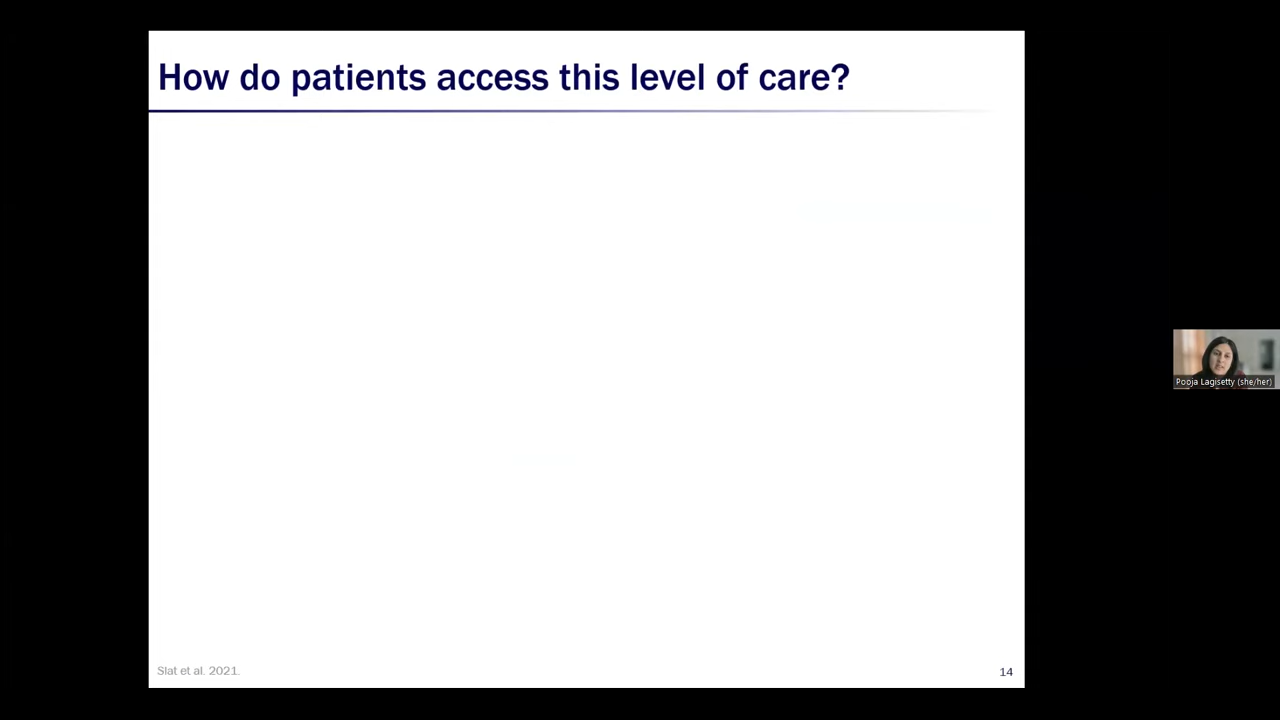 How do patients access this level of care?
Pooja Lagisetty (she/her)
Slat et al. 2021.
14